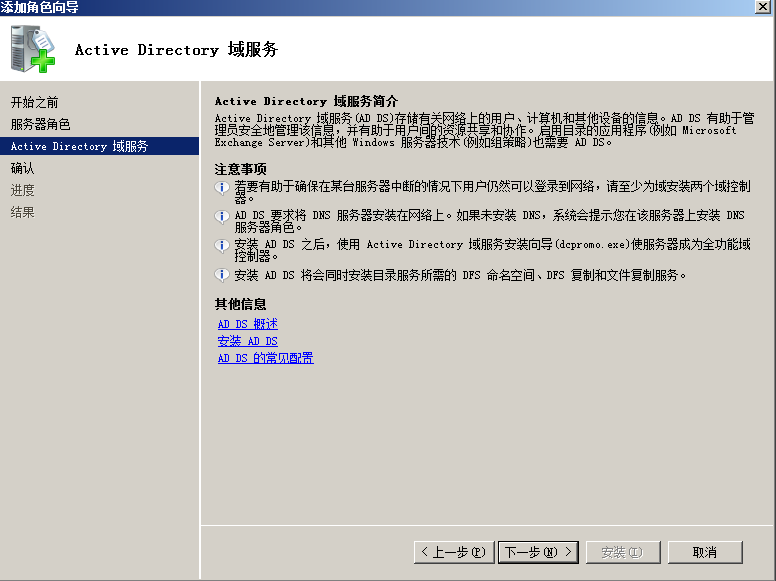 添加角色向导
Active Directory 域服务
开始之前
服务器角色
Active Directory 域服务
确认
进度
结果
Active Directory 域服务简介
Active Directory 域服务(AD DS)存储有关网络上的用户、计算机和其他设备的信息。AD DS 有助于管
理员安全地管理该信息，并有助于用户间的资源共享和协作。启用目录的应用程序(例如 Microsoft
Exchange Server)和其他 Windows 服务器技术(例如组策略)也需要 AD DS。
注意事项
若要有助于确保在某台服务器中断的情况下用户仍然可以登录到网络，请至少为域安装两个域控制
器。
AD DS 要求将 DNS 服务器安装在网络上。如果未安装 DNS，系统会提示您在该服务器上安装 DNS
服务器角色。
安装 AD DS 之后，使用 Active Directory 域服务安装向导(dcpromo.exe)使服务器成为全功能域
控制器。
安装 AD DS 将会同时安装目录服务所需的 DFS 命名空间、DFS 复制和文件复制服务。
其他信息
AD DS 概述
安装 AD DS
AD DS 的常见配置
< 上一步(P) 下一步(N) > 安装(I) 取消